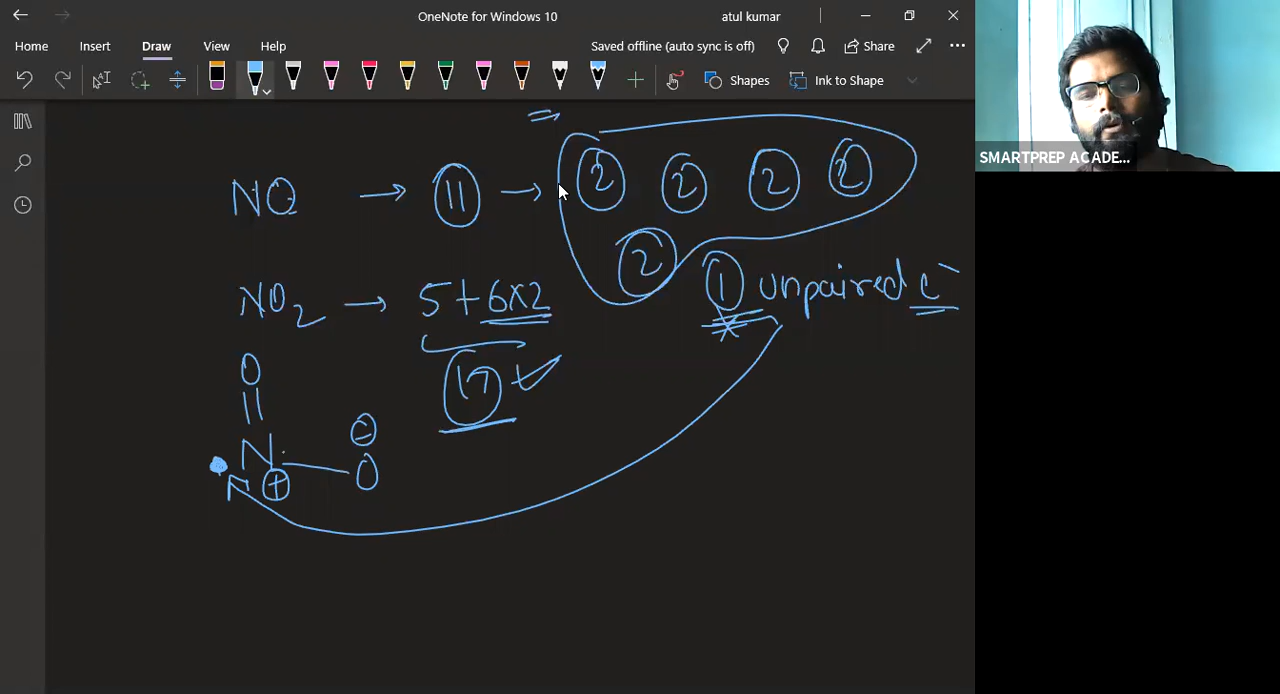 OneNote for Windows 10
atul kumar
Home Insert Draw View Help
Saved offline (auto sync is off)
Share
Shapes
Ink to Shape
SMARTPREP ACADE...
NO → 11 → 2 2 2 2
2
1 unpaired e⁻
NO₂ → 5+6×2
17 ✓
O
||
N ⊕ — O ⊖